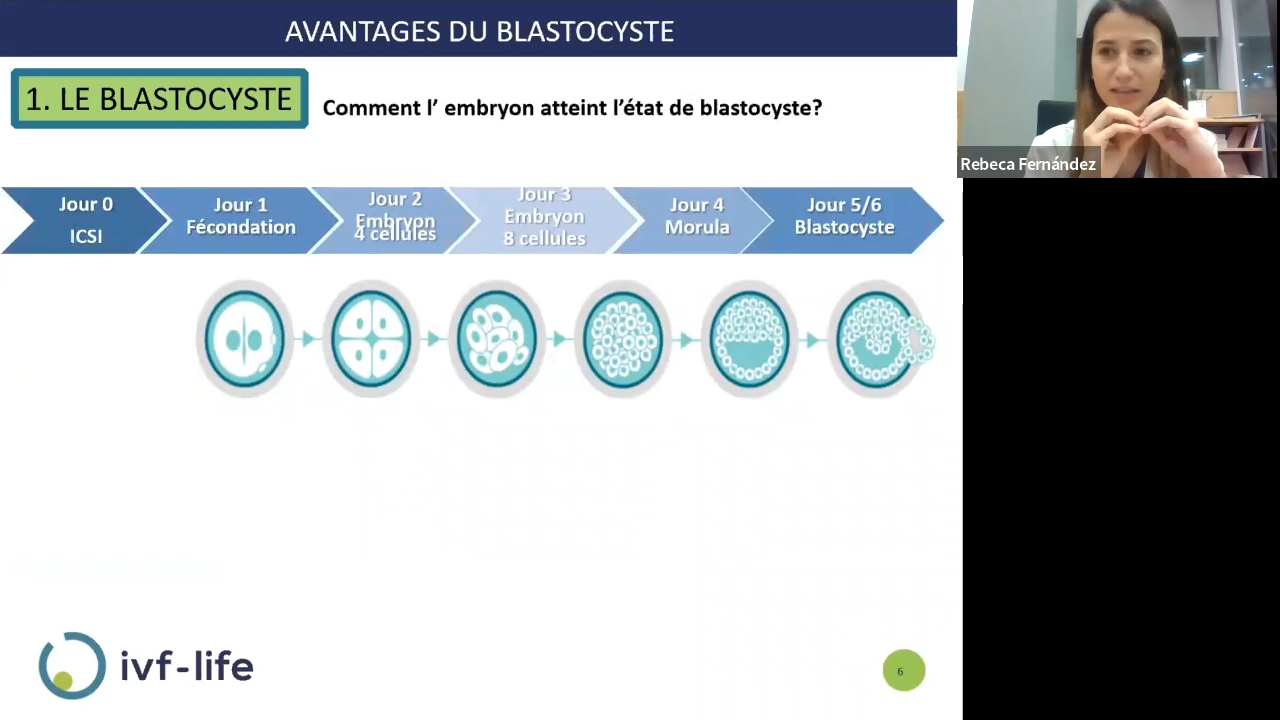 AVANTAGES DU BLASTOCYSTE
1. LE BLASTOCYSTE
Comment l’ embryon atteint l’état de blastocyste?
Rebeca Fernández
Jour 0
ICSI
Jour 1
Fécondation
Jour 2
Embryon
4 cellules
Jour 3
Embryon
8 cellules
Jour 4
Morula
Jour 5/6
Blastocyste
ivf-life
6